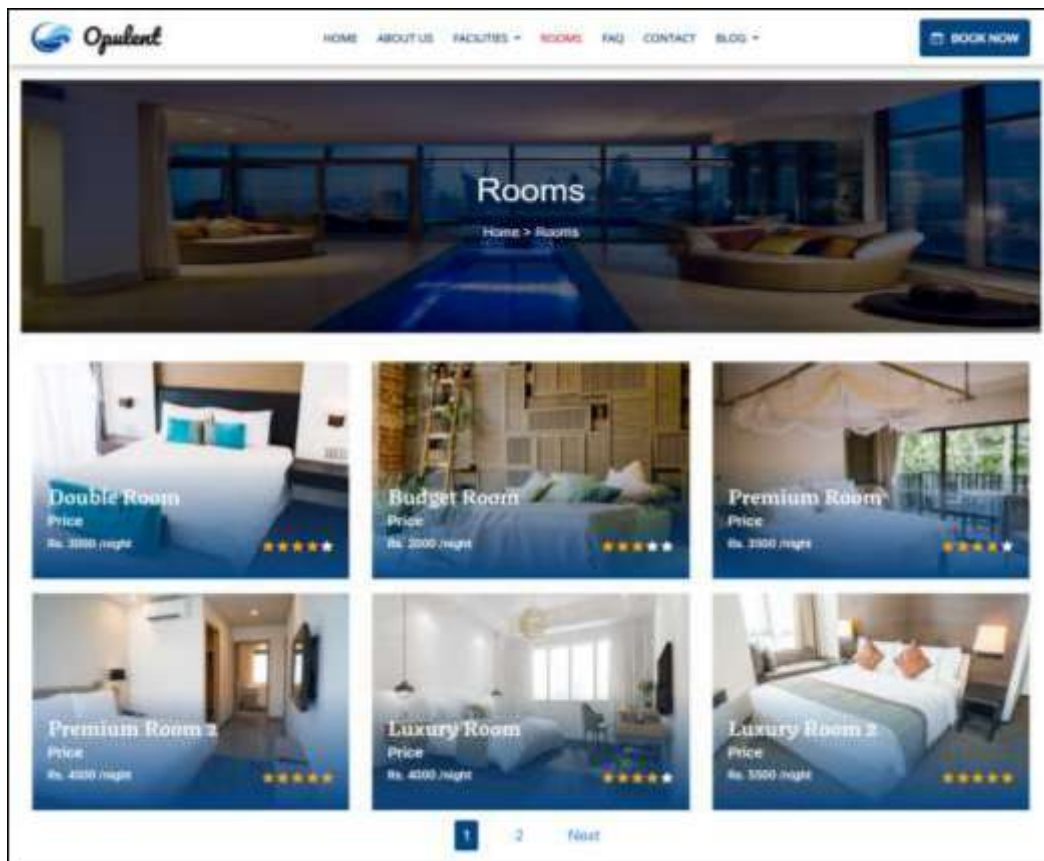 Opulent
HOME ABOUT US FACILITIES ROOMS FAQ CONTACT BLOG
BOOK NOW
Rooms
Home > Rooms
Double Room
Price
Rs. 3000 /night
Budget Room
Price
Rs. 2000 /night
Premium Room
Price
Rs. 3500 /night
Premium Room 2
Price
Rs. /night
Luxury Room
Price
Rs. 4000 /night
Luxury Room 2
Price
Rs. 5500 /night
1 2 Next